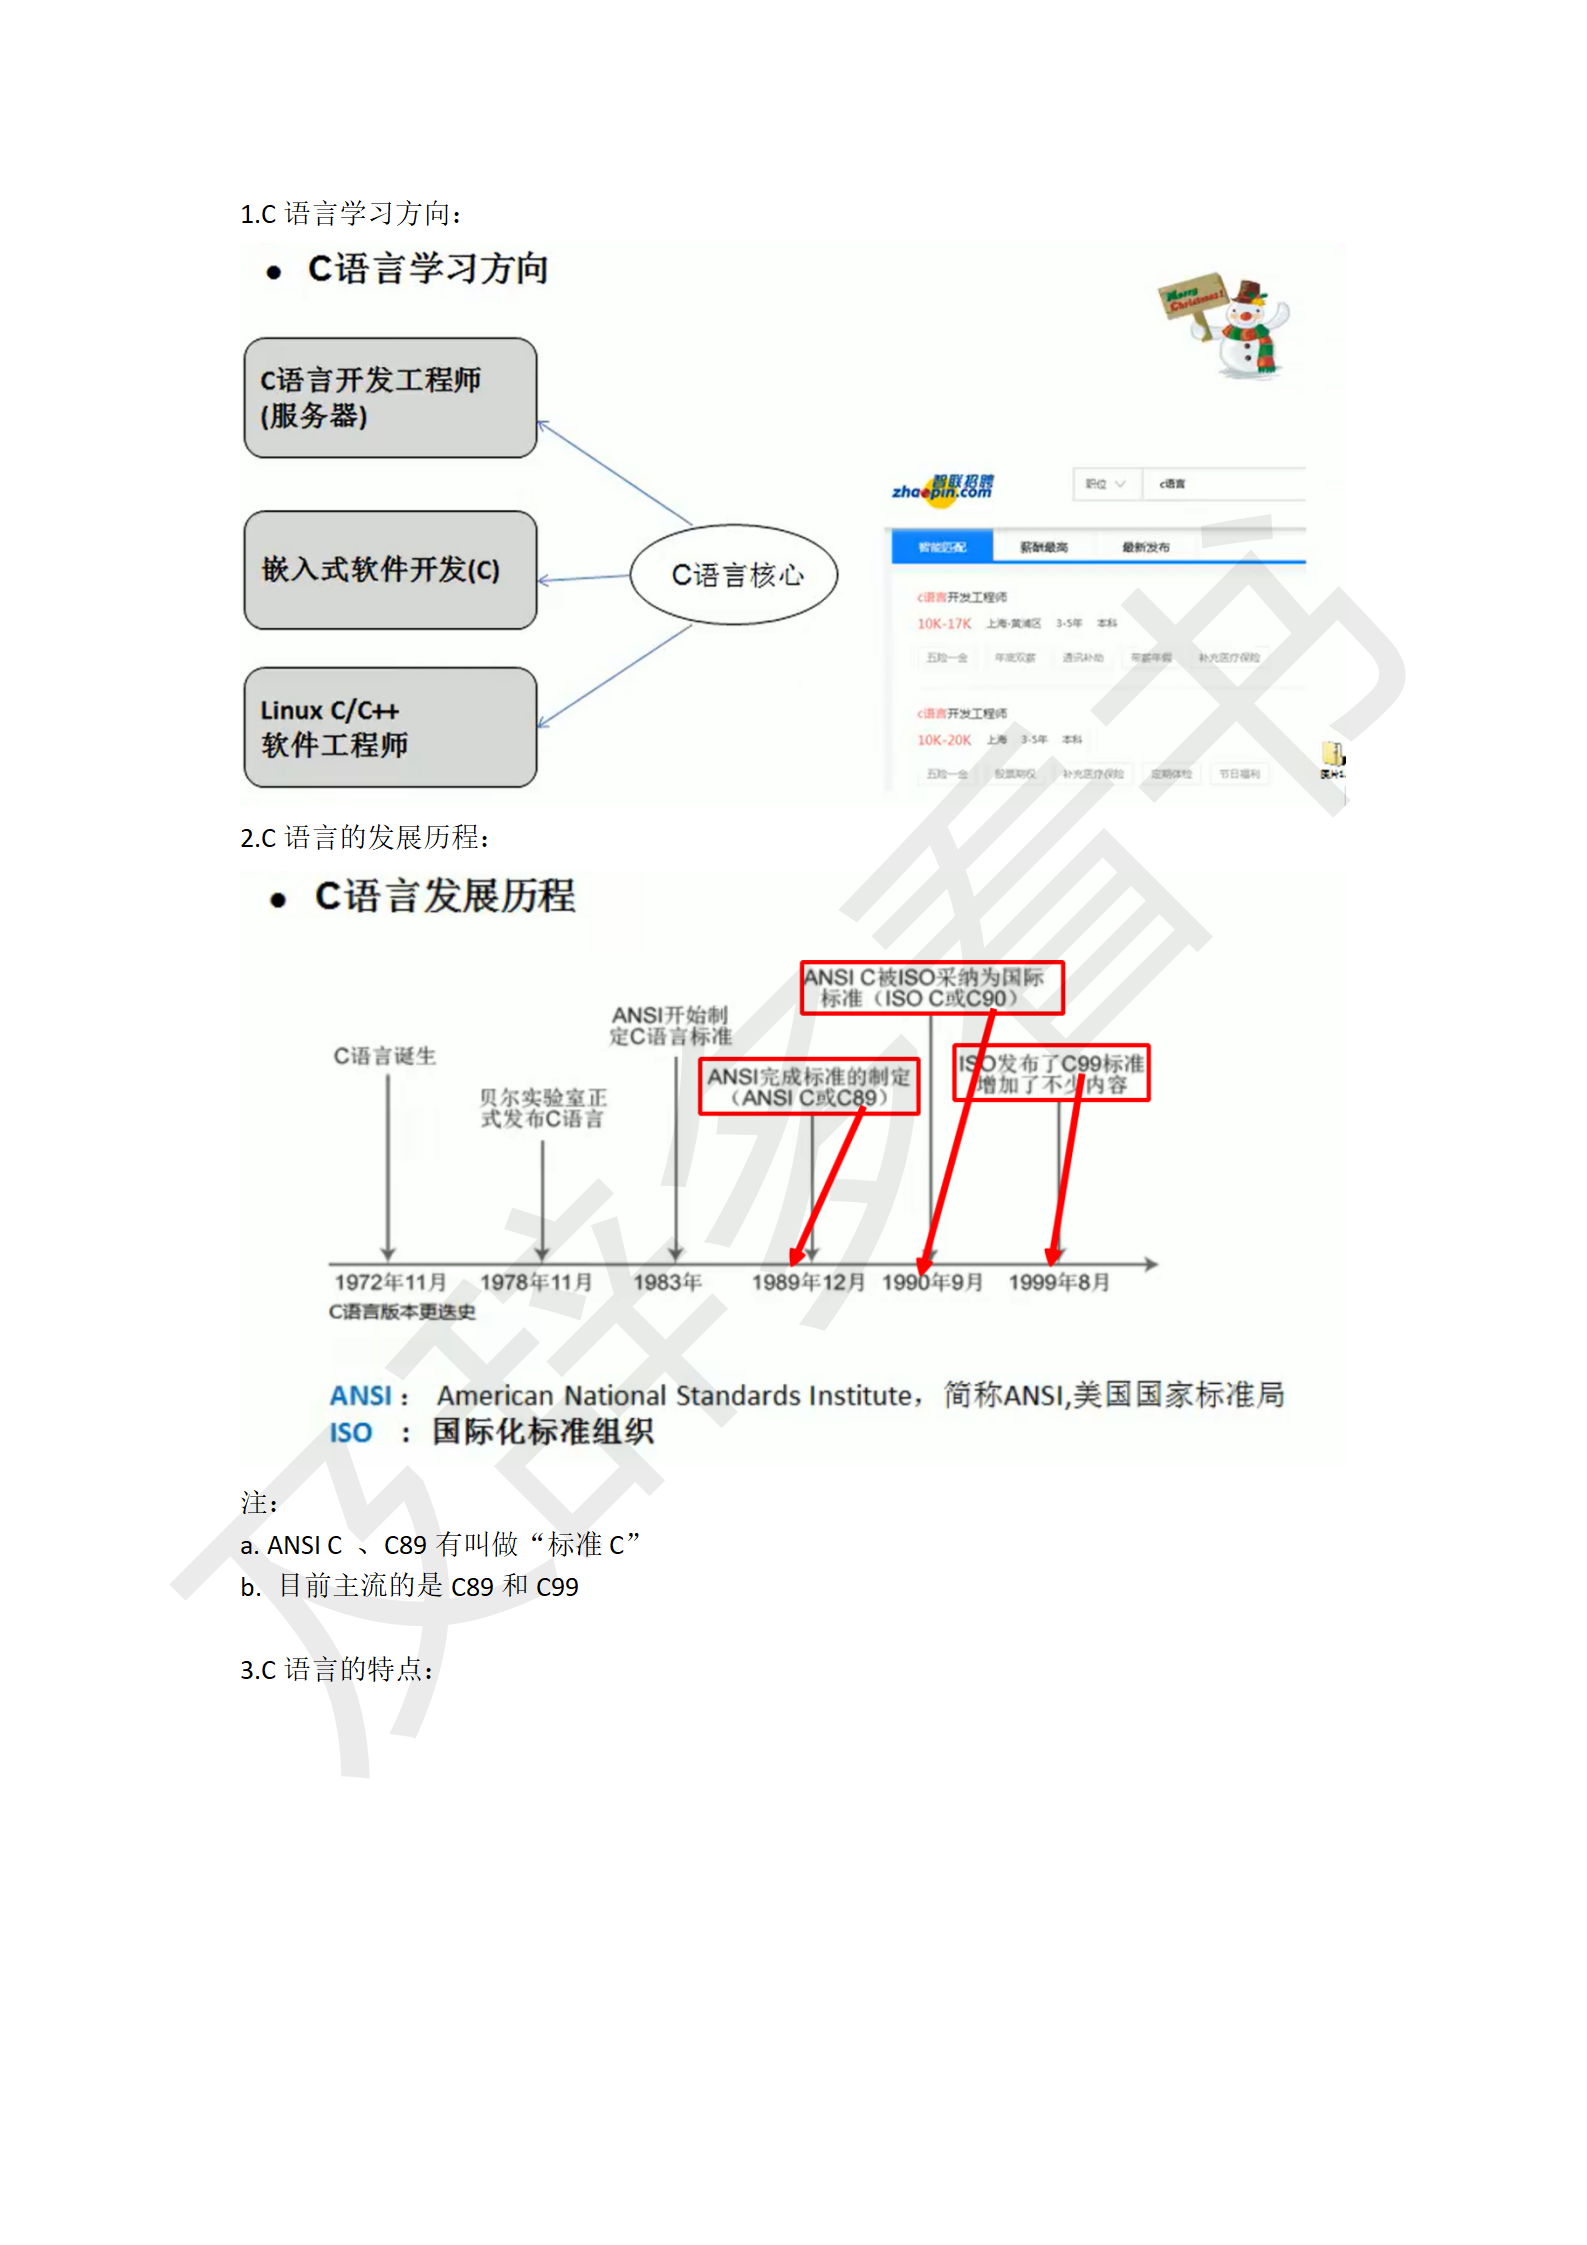 1.C 语言学习方向：
● C语言学习方向
Merry
Christmas!
C语言开发工程师
(服务器)
嵌入式软件开发(C)
Linux C/C++
软件工程师
C语言核心
智联招聘
zhaopin.com
职位
c语言
智能匹配 薪酬最高 最新发布
c语言开发工程师
10K-17K 上海-黄浦区 3-5年 本科
五险一金 年底双薪 通讯补助 带薪年假 补充医疗保险
c语言开发工程师
10K-20K 上海 3-5年 本科
五险一金 股票期权 补充医疗保险 定期体检 节日福利
2.C 语言的发展历程：
● C语言发展历程
ANSI C被ISO采纳为国际
标准（ISO C或C90）
ANSI开始制
定C语言标准
C语言诞生
ANSI完成标准的制定
（ANSI C或C89）
ISO发布了C99标准
增加了不少内容
贝尔实验室正
式发布C语言
1972年11月 1978年11月 1983年 1989年12月 1990年9月 1999年8月
C语言版本更迭史
ANSI： American National Standards Institute，简称ANSI,美国国家标准局
ISO ：国际化标准组织
注：
a. ANSI C 、C89 有叫做“标准 C”
b. 目前主流的是 C89 和 C99
3.C 语言的特点：
及辞多看书